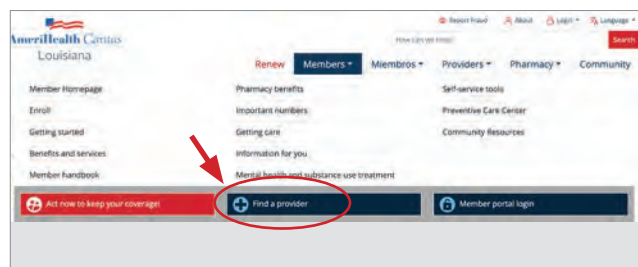 Report Fraud About Login Language
AmeriHealth Caritas
Louisiana
How can we help?
Search
Renew Members Miembros Providers Pharmacy Community
Member Homepage Pharmacy benefits Self-service tools
Enroll Important numbers Preventive Care Center
Getting started Getting care Community Resources
Benefits and services Information for you
Member handbook Mental health and substance use treatment
Act now to keep your coverage! Find a provider Member portal login